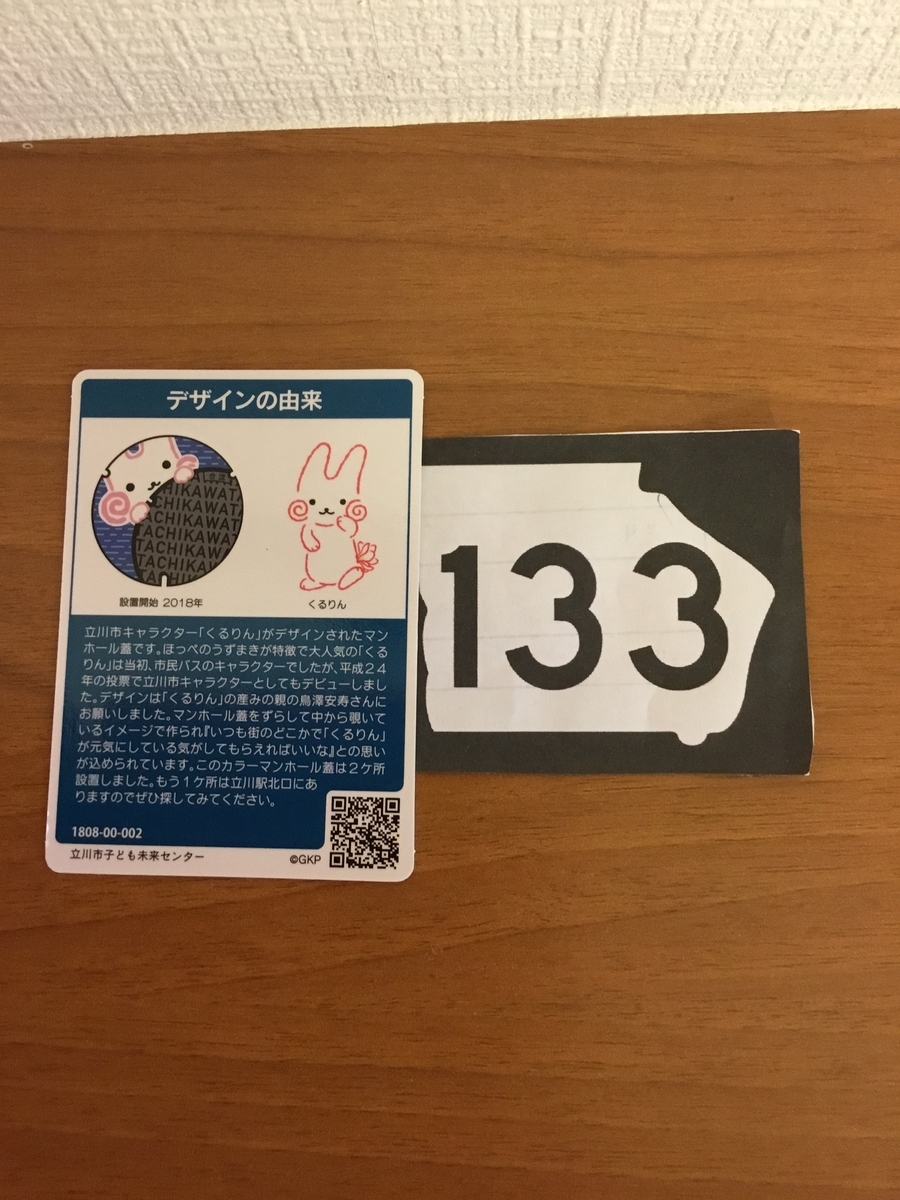 デザインの由来
CHIKAWAT
ACHIKAWAT
TACHIKAWAT
TACHIKAWA
TACHIKAW
設置開始 2018年
くるりん
立川市キャラクター「くるりん」がデザインされたマン
ホール蓋です。ほっぺのうずまきが特徴で大人気の「くる
りん」は当初、市民バスのキャラクターでしたが、平成24
年の投票で立川市キャラクターとしてもデビューしまし
た。デザインは「くるりん」の産みの親の鳥澤安寿さんに
お願いしました。マンホール蓋をずらして中から覗いて
いるイメージで作られ『いつも街のどこかで「くるりん」
が元気にしている気がしてもらえればいいな』との思い
が込められています。このカラーマンホール蓋は2ケ所
設置しました。もう1ケ所は立川駅北口にあ
りますのでぜひ探してみてください。
1808-00-002
立川市子ども未来センター
©GKP
133